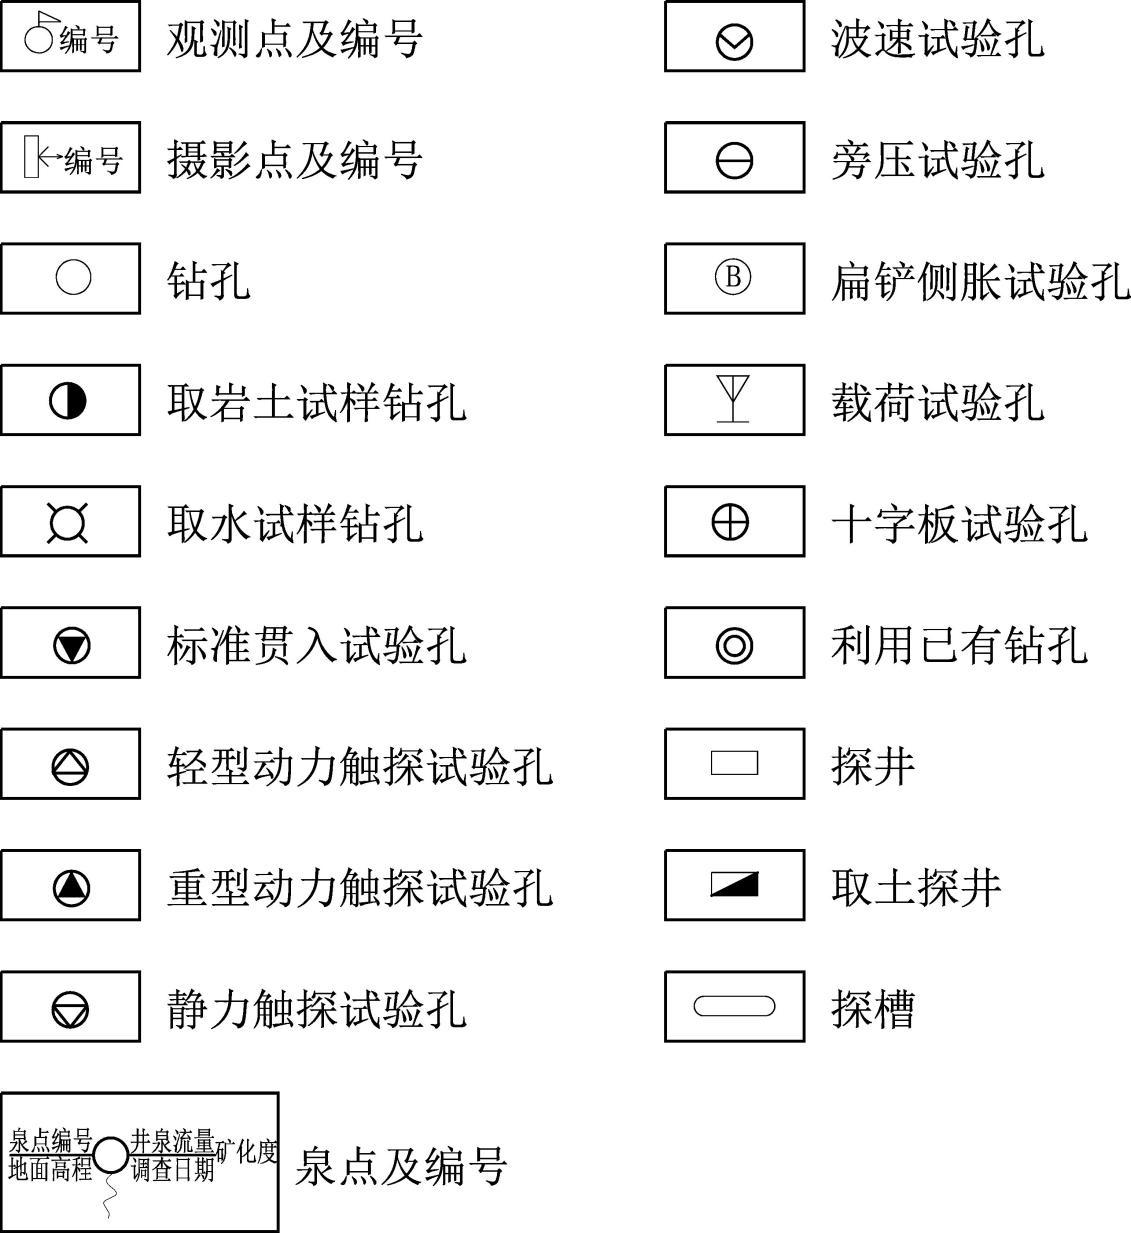 编号 观测点及编号
波速试验孔
编号 摄影点及编号
旁压试验孔
钻孔
B 扁铲侧胀试验孔
取岩土试样钻孔
载荷试验孔
取水试样钻孔
十字板试验孔
标准贯入试验孔
利用已有钻孔
轻型动力触探试验孔
探井
重型动力触探试验孔
取土探井
静力触探试验孔
探槽
泉点编号 井泉流量 矿化度
地面高程 调查日期
泉点及编号